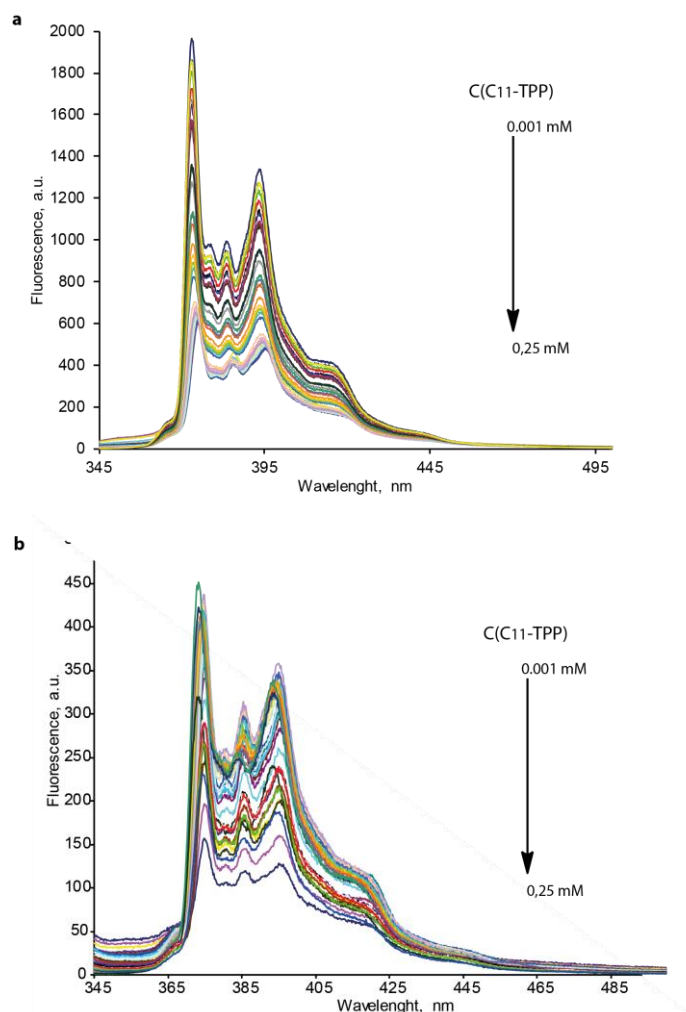 a
2000
1800
1600
1400
1200
1000
800
600
400
200
0
Fluorescence, a.u.
345 395 445 495
Wavelenght, nm
C(C11-TPP)
0.001 mM
0,25 mM
b
450
400
350
300
250
200
150
100
50
0
Fluorescence, a.u.
345 365 385 405 425 445 465 485
Wavelenght, nm
C(C11-TPP)
0.001 mM
0,25 mM